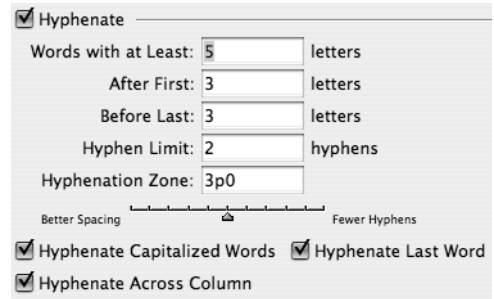 Hyphenate
Words with at Least: 5 letters
After First: 3 letters
Before Last: 3 letters
Hyphen Limit: 2 hyphens
Hyphenation Zone: 3p0
Better Spacing Fewer Hyphens
Hyphenate Capitalized Words Hyphenate Last Word
Hyphenate Across Column